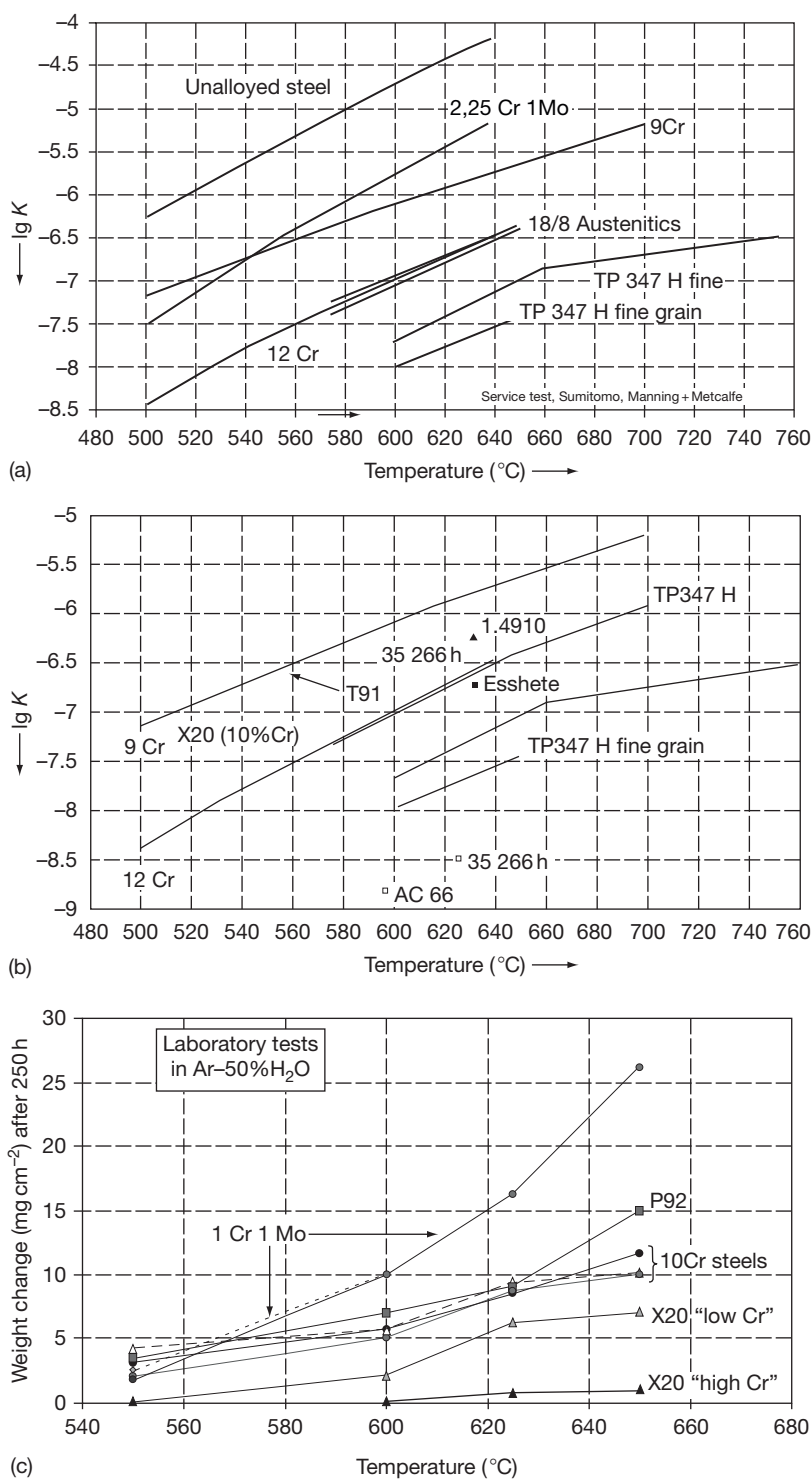 −4
−4.5
−5
−5.5
−6
−6.5
−7
−7.5
−8
−8.5
lg K
Unalloyed steel
2,25 Cr 1Mo
9Cr
18/8 Austenitics
TP 347 H fine
TP 347 H fine grain
12 Cr
Service test, Sumitomo, Manning + Metcalfe
480 500 520 540 560 580 600 620 640 660 680 700 720 740 760
(a)
Temperature (°C)
−5
−5.5
−6
−6.5
−7
−7.5
−8
−8.5
−9
lg K
TP347 H
1.4910
35 266 h
T91
Esshete
X20 (10%Cr)
9 Cr
TP347 H fine grain
35 266 h
12 Cr
AC 66
480 500 520 540 560 580 600 620 640 660 680 700 720 740 760
(b)
Temperature (°C)
Weight change (mg cm⁻²) after 250 h
30
25
20
15
10
5
0
Laboratory tests
in Ar–50%H₂O
1 Cr 1 Mo
P92
10Cr steels
X20 “low Cr”
X20 “high Cr”
540 560 580 600 620 640 660 680
(c)
Temperature (°C)